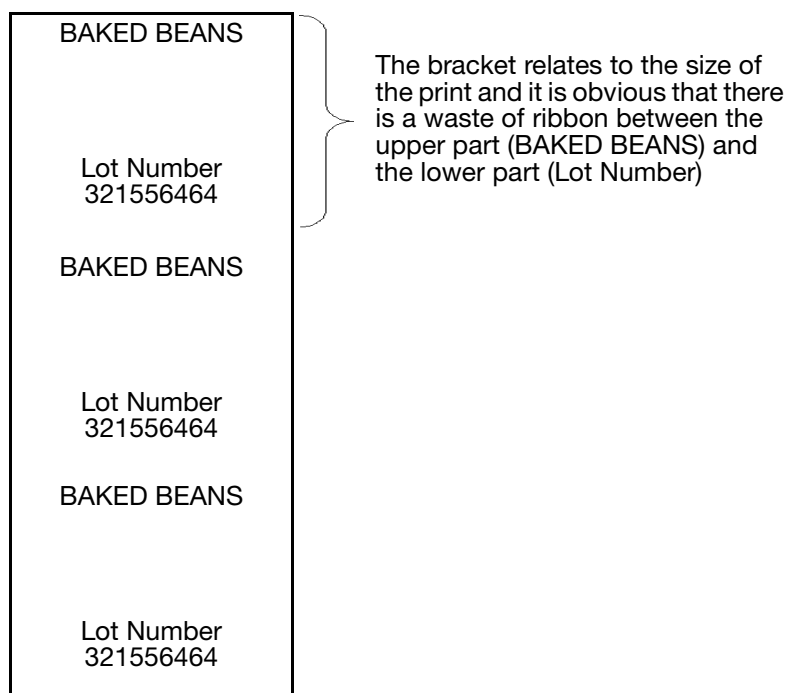 BAKED BEANS
The bracket relates to the size of
the print and it is obvious that there
is a waste of ribbon between the
upper part (BAKED BEANS) and
the lower part (Lot Number)
Lot Number
321556464
BAKED BEANS
Lot Number
321556464
BAKED BEANS
Lot Number
321556464